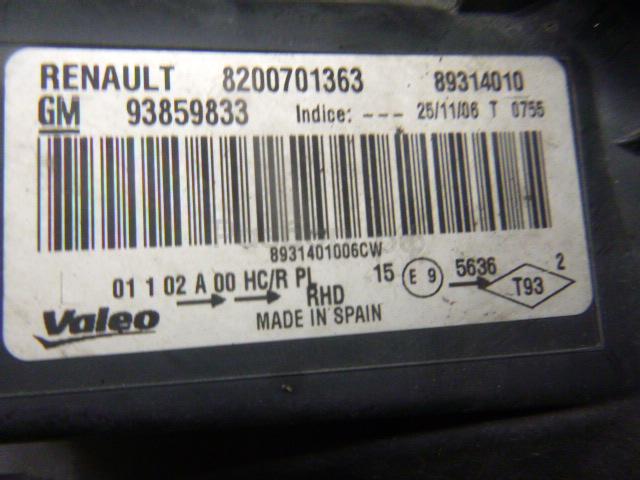 RENAULT 8200701363 89314010
GM 93859833 Indice: --- 25/11/06 T 0755
8931401006CW
01 1 02 A 00 HC/R PL 15 E 9 5636 T93 2
RHD
Valeo MADE IN SPAIN